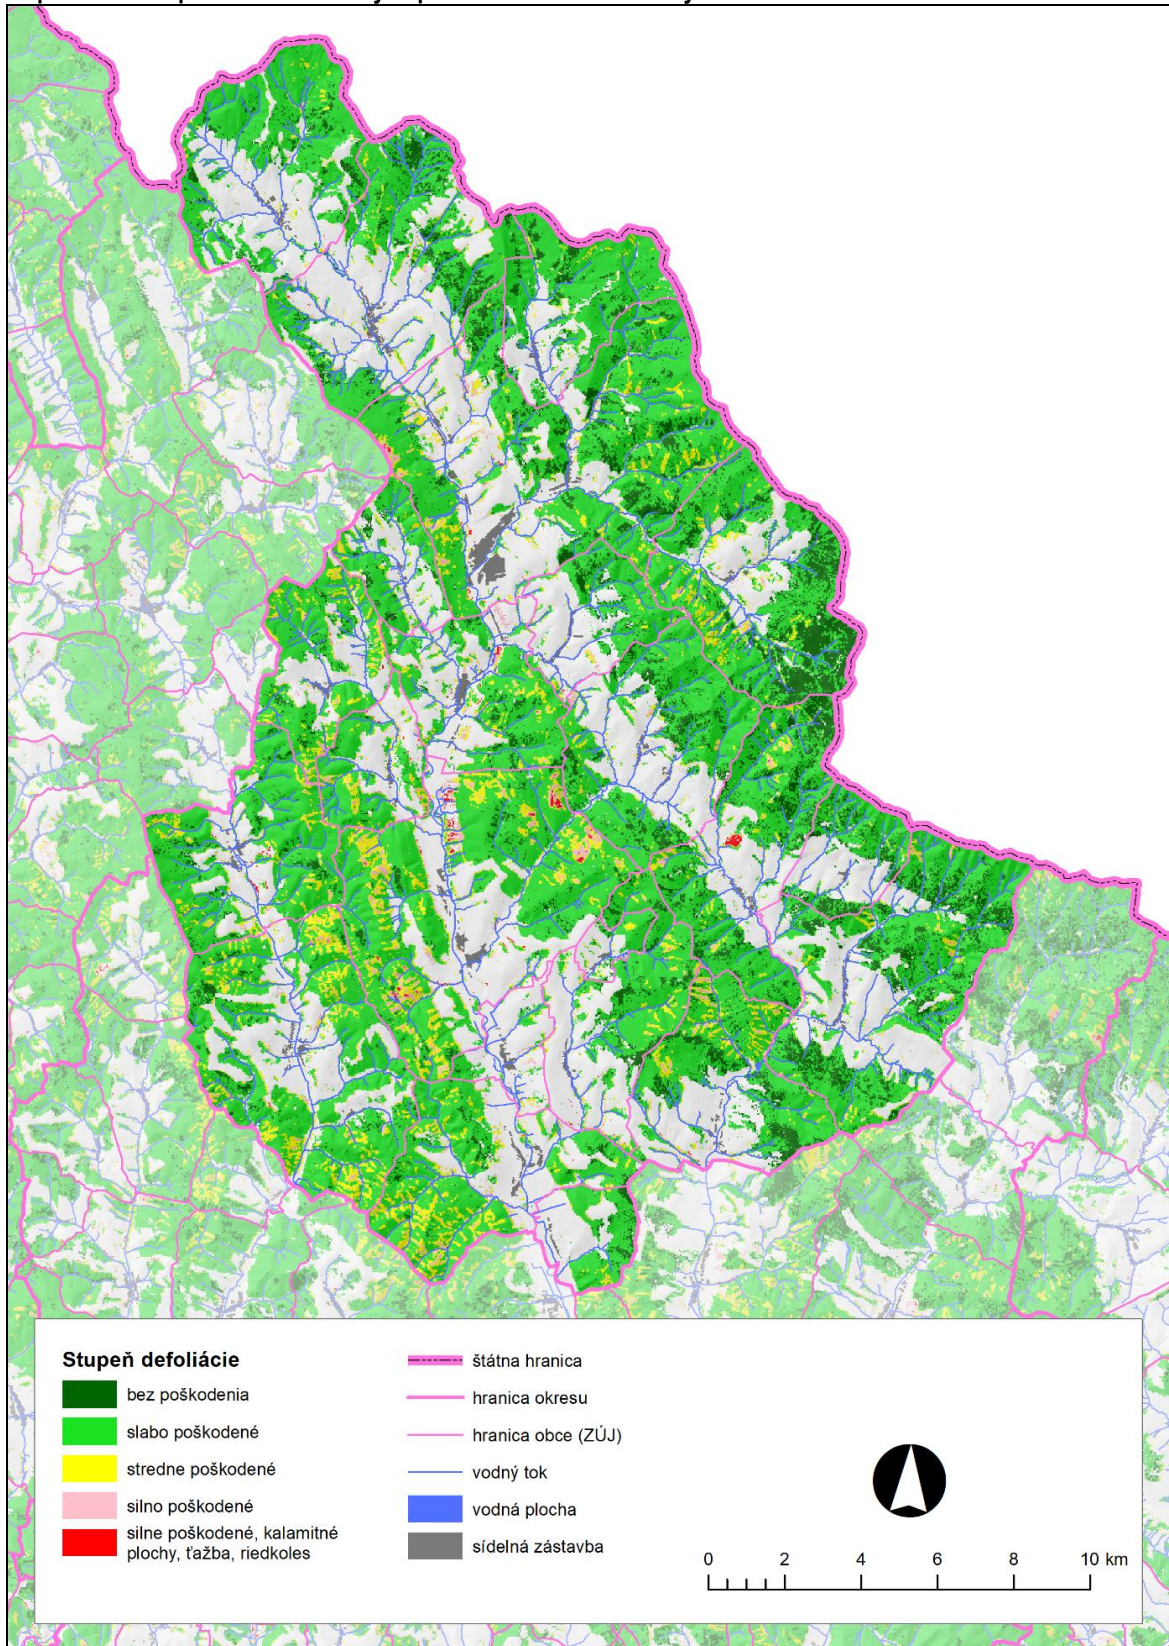 Stupeň defoliácie
bez poškodenia
slabo poškodené
stredne poškodené
silno poškodené
silne poškodené, kalamitné
plochy, ťažba, riedkoles
štátna hranica
hranica okresu
hranica obce (ZÚJ)
vodný tok
vodná plocha
sídelná zástavba
0 2 4 6 8 10 km